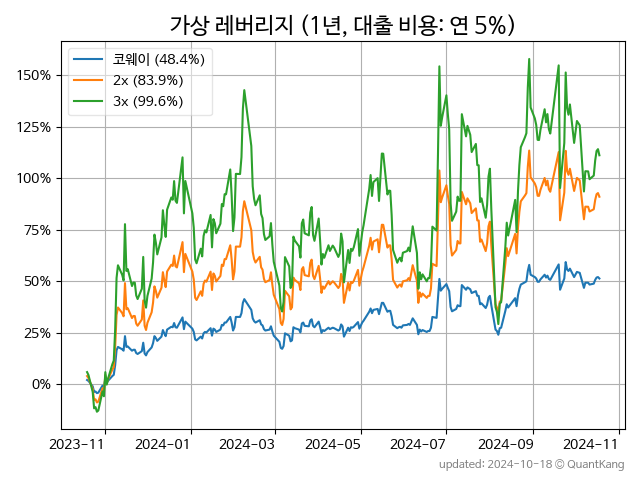 가상 레버리지 (1년, 대출 비용: 연 5%)
코웨이 (48.4%)
2x (83.9%)
3x (99.6%)
150%
125%
100%
75%
50%
25%
0%
2023-11 2024-01 2024-03 2024-05 2024-07 2024-09 2024-11
updated: 2024-10-18 © QuantKang